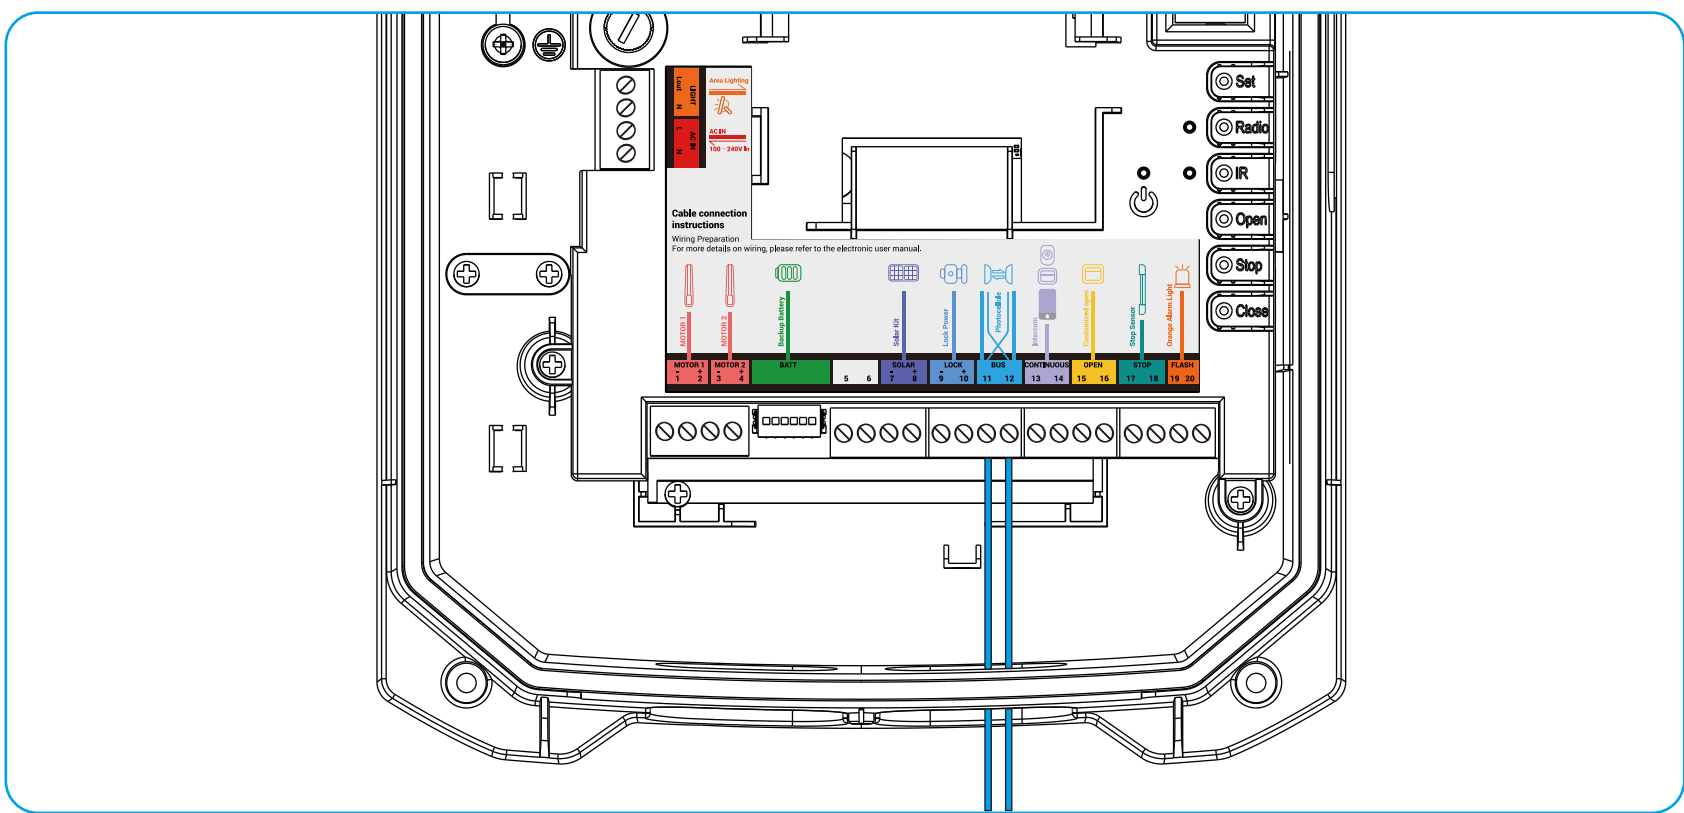 Set
Radio
IR
Open
Stop
Close
LIGHT
Lout N
Area Lighting
AC IN
L N
AC IN
100~240V In
Cable connection
instructions
Wiring Preparation
For more details on wiring, please refer to the electronic user manual.
MOTOR 1
MOTOR 2
Backup Battery
Solar Kit
Lock Power
Photocellule
Intercom
Customised open
Stop Sensor
Orange Alarm Light
MOTOR 1 MOTOR 2 BATT SOLAR LOCK BUS CONTINUOUS OPEN STOP FLASH
- + - + - + - +
1 2 3 4 5 6 7 8 9 10 11 12 13 14 15 16 17 18 19 20